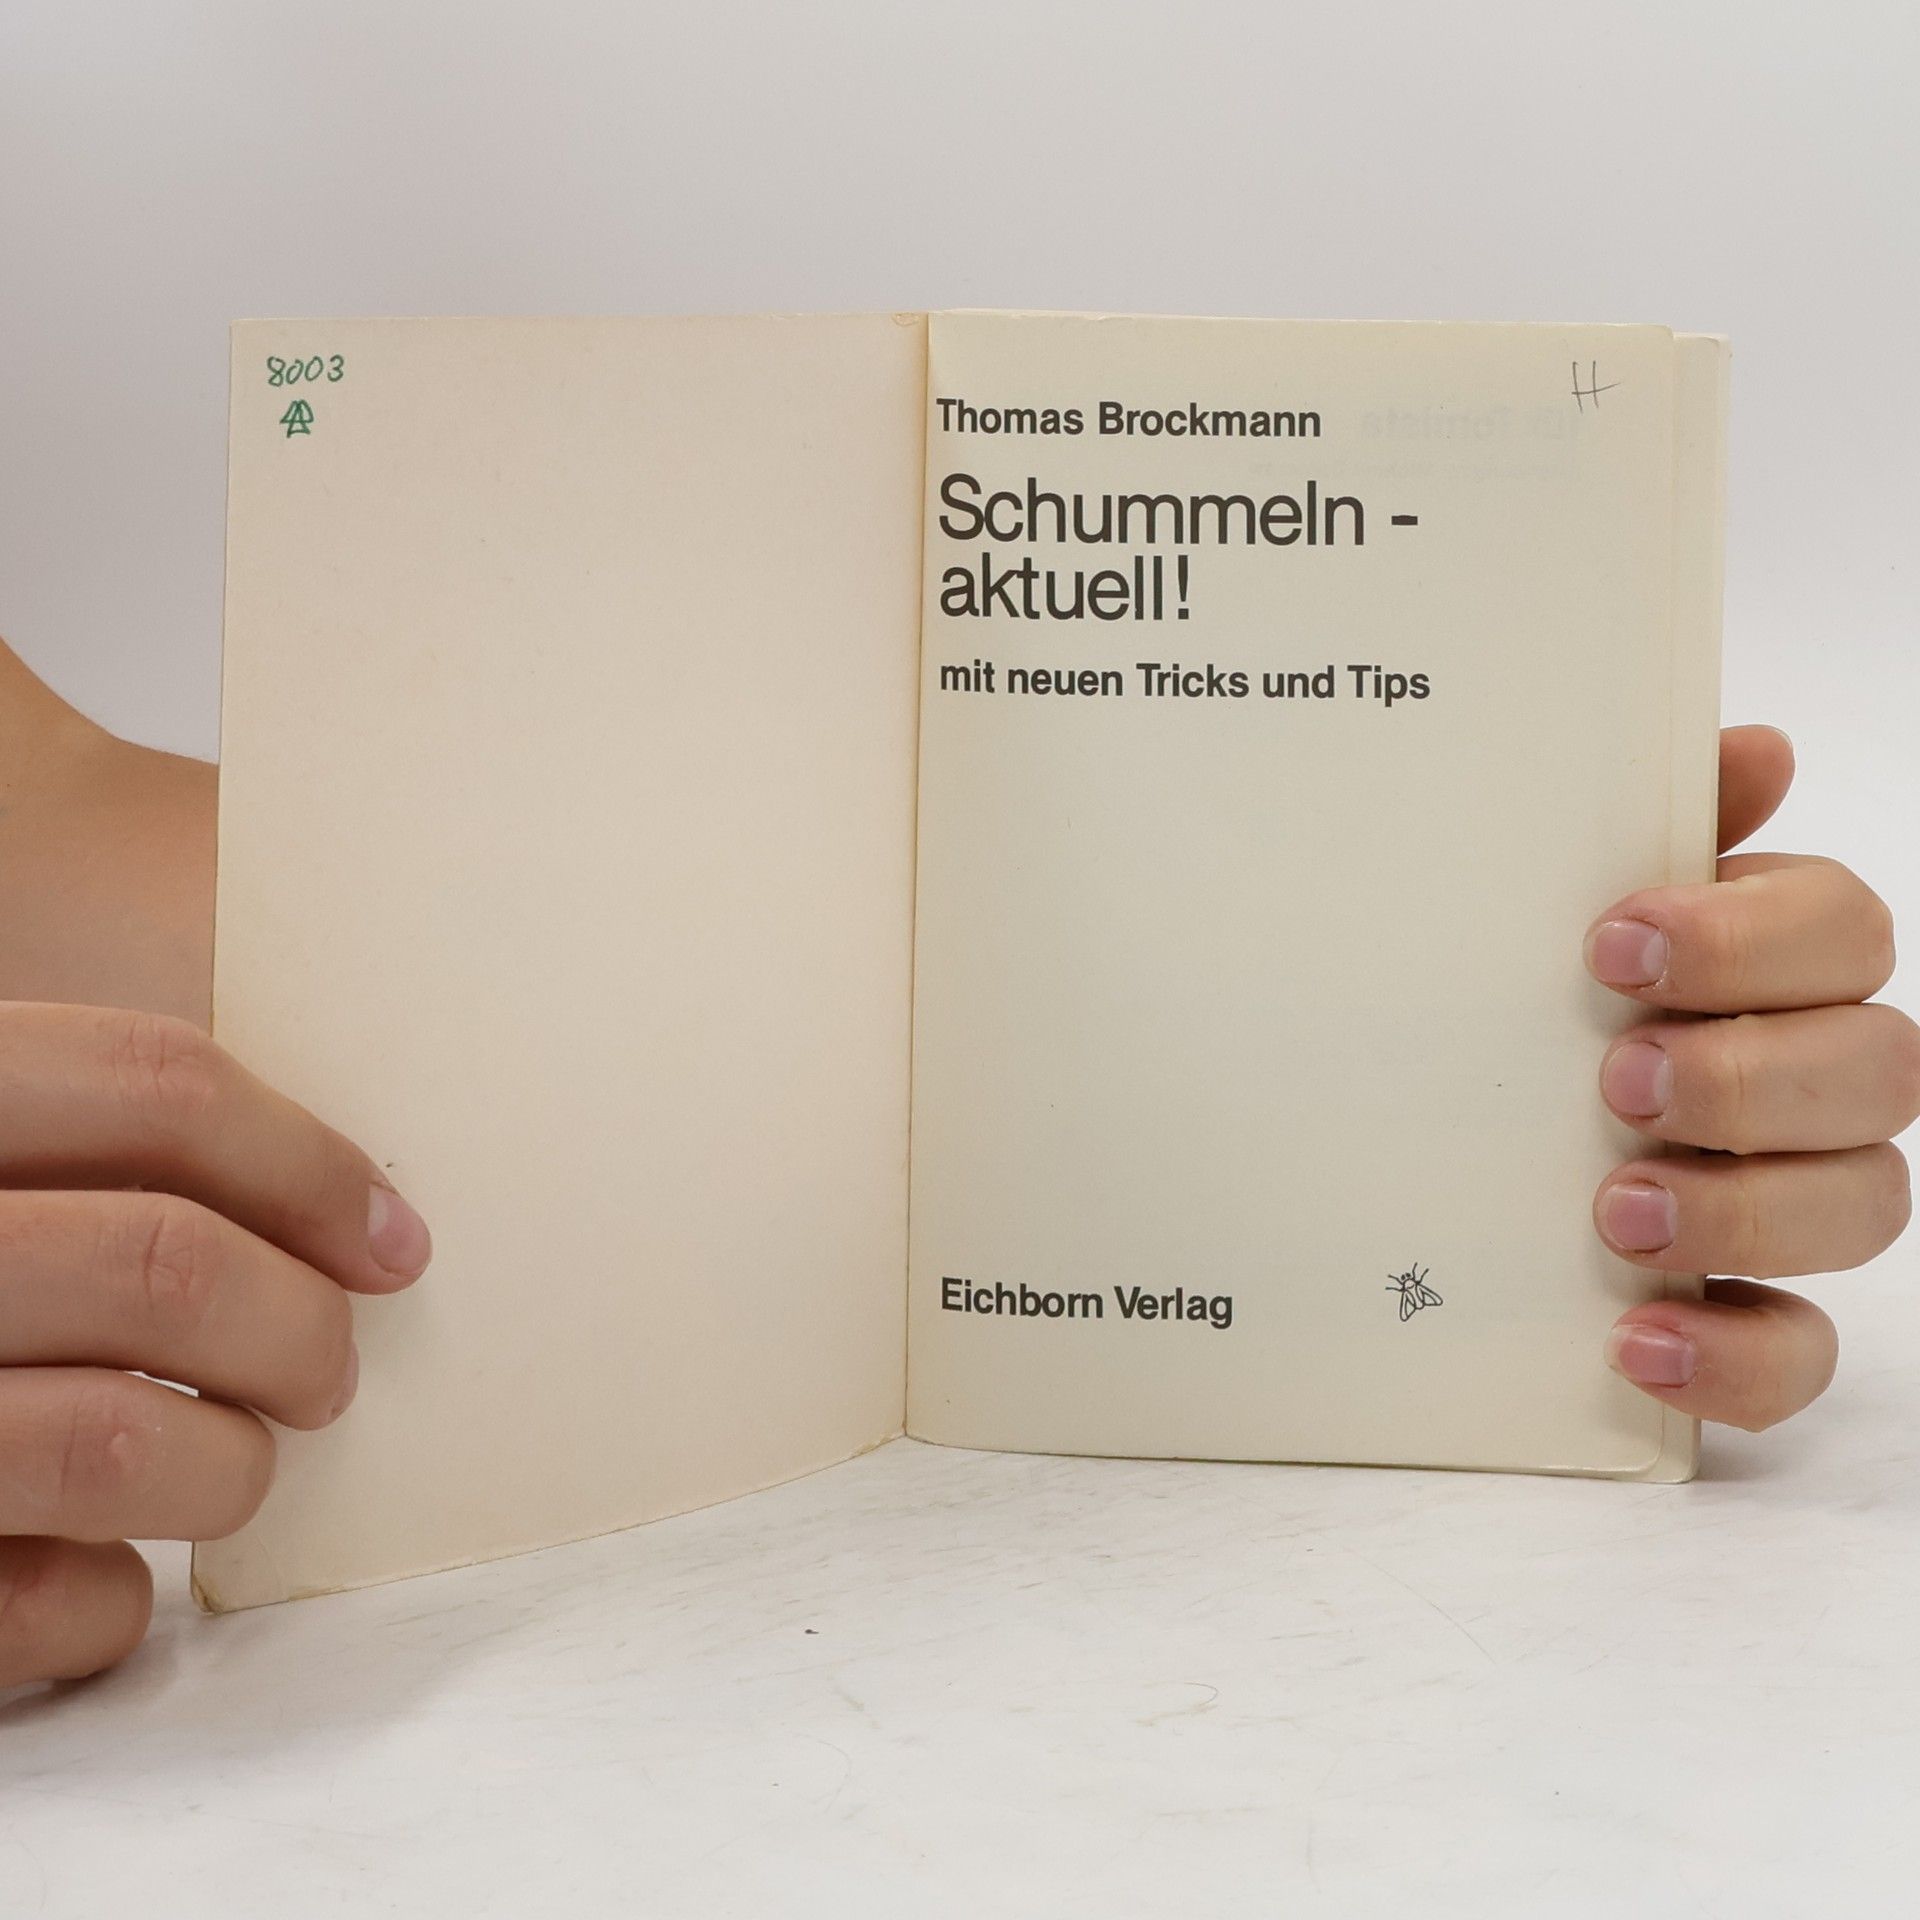 8003
H
Thomas Brockmann
Schummeln -
aktuell!
mit neuen Tricks und Tips
Eichborn Verlag